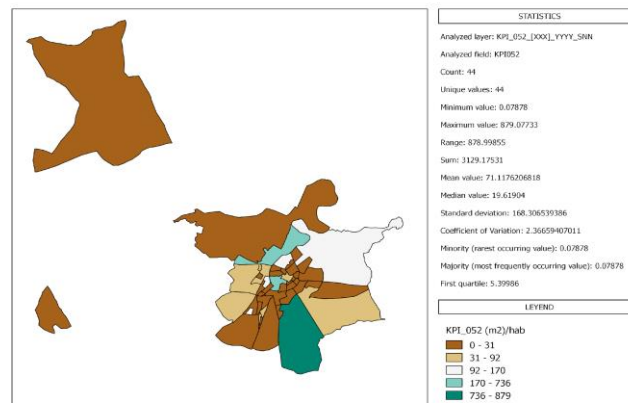 STATISTICS
Analyzed layer: KPI_052_[XXX]_YYYY_SNN
Analyzed field: KPI052
Count: 44
Unique values: 44
Minimum value: 0.07878
Maximum value: 879.07733
Range: 878.99855
Sum: 3129.17531
Mean value: 71.1176206818
Median value: 19.61904
Standard deviation: 168.306539386
Coefficient of Variation: 2.36659407011
Minority (rarest occurring value): 0.07878
Majority (most frequently occurring value): 0.07878
First quartile: 5.39986
LEYEND
KPI_052 (m2)/hab
0 - 31
31 - 92
92 - 170
170 - 736
736 - 879